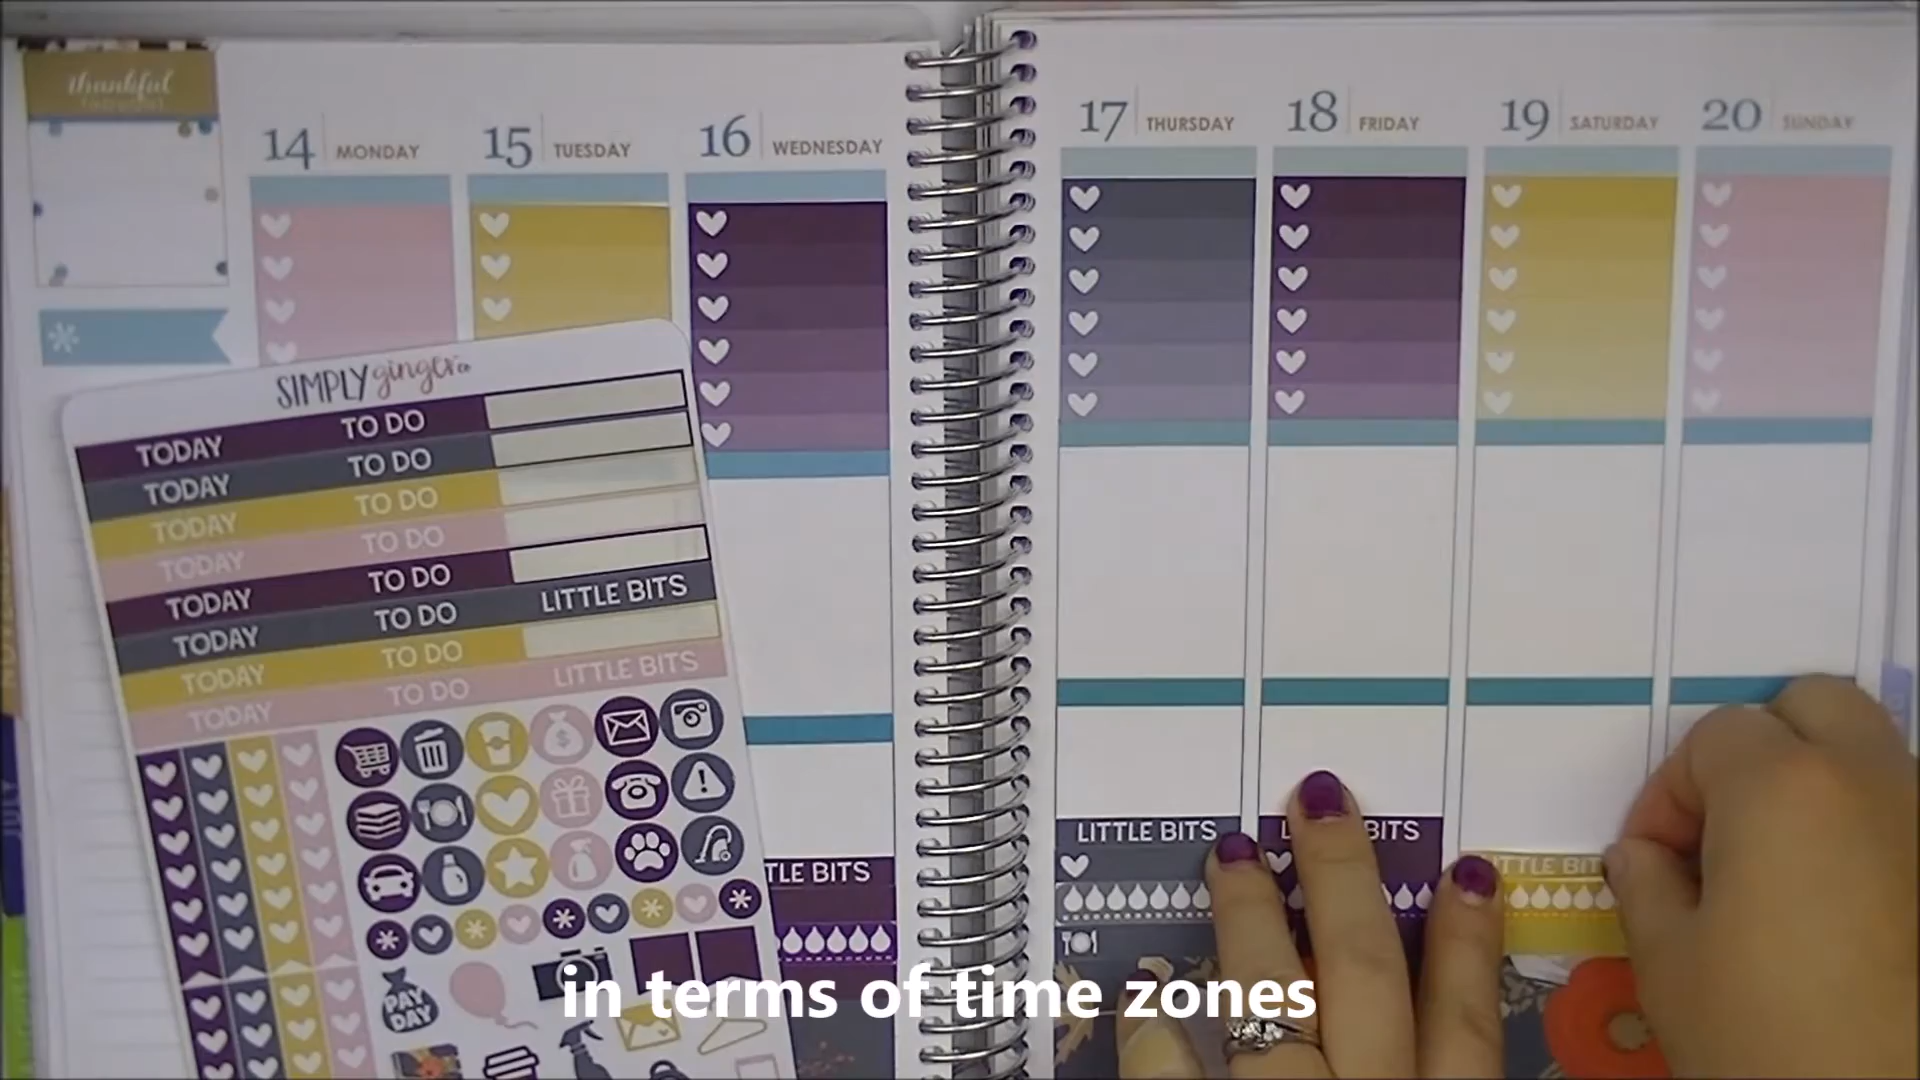 thankful
14 MONDAY
15 TUESDAY
16 WEDNESDAY
17 THURSDAY
18 FRIDAY
19 SATURDAY
20 SUNDAY
SIMPLY ginger co
TODAY TO DO
TODAY TO DO
TODAY TO DO
TODAY TO DO
TODAY TO DO
TODAY TO DO LITTLE BITS
TODAY TO DO
TODAY TO DO LITTLE BITS
PAY DAY
TLE BITS
LITTLE BITS
L BITS
ITTLE BIT
in terms of time zones